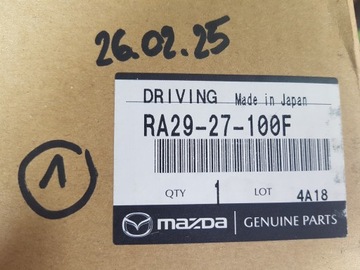 26.02.25
DRIVING Made in Japan
RA29-27-100F
1
QTY 1 LOT 4A18
mazda GENUINE PARTS